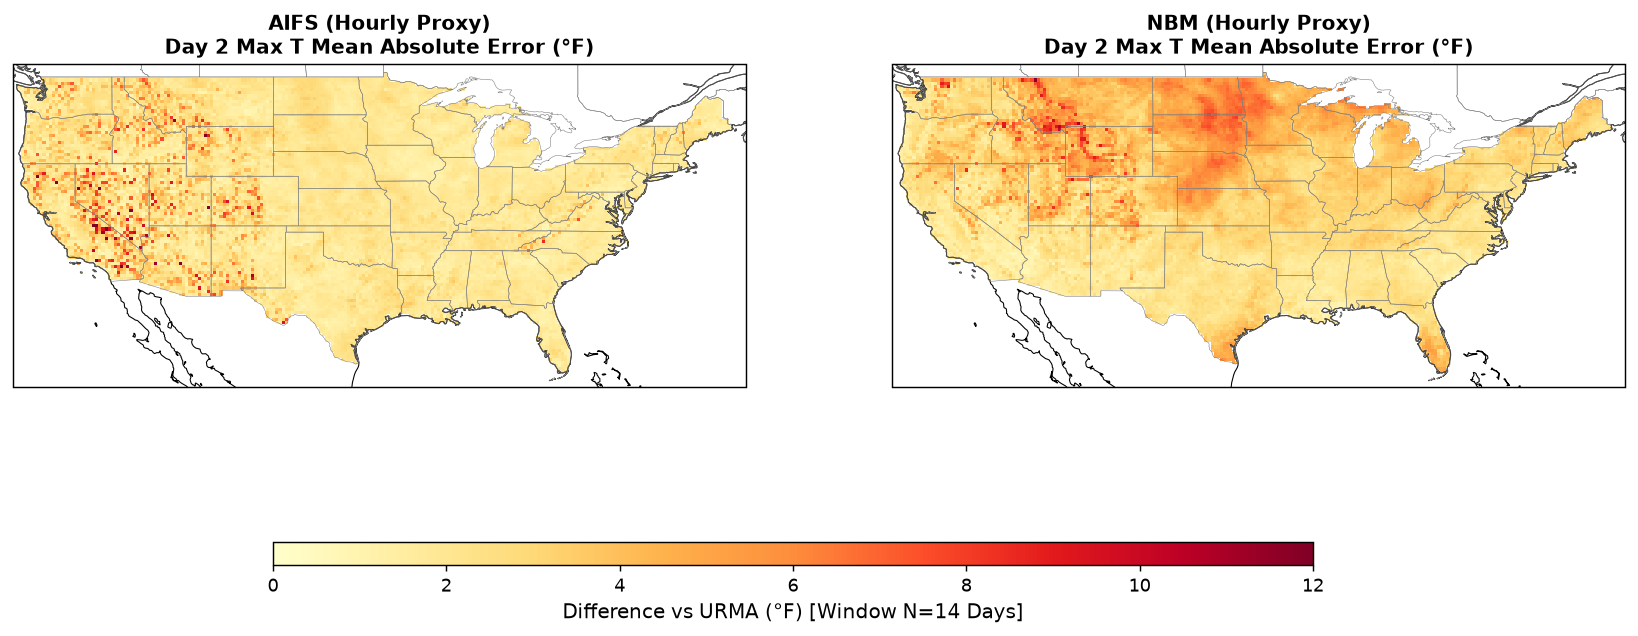 AIFS (Hourly Proxy)
Day 2 Max T Mean Absolute Error (°F)
NBM (Hourly Proxy)
Day 2 Max T Mean Absolute Error (°F)
0 2 4 6 8 10 12
Difference vs URMA (°F) [Window N=14 Days]